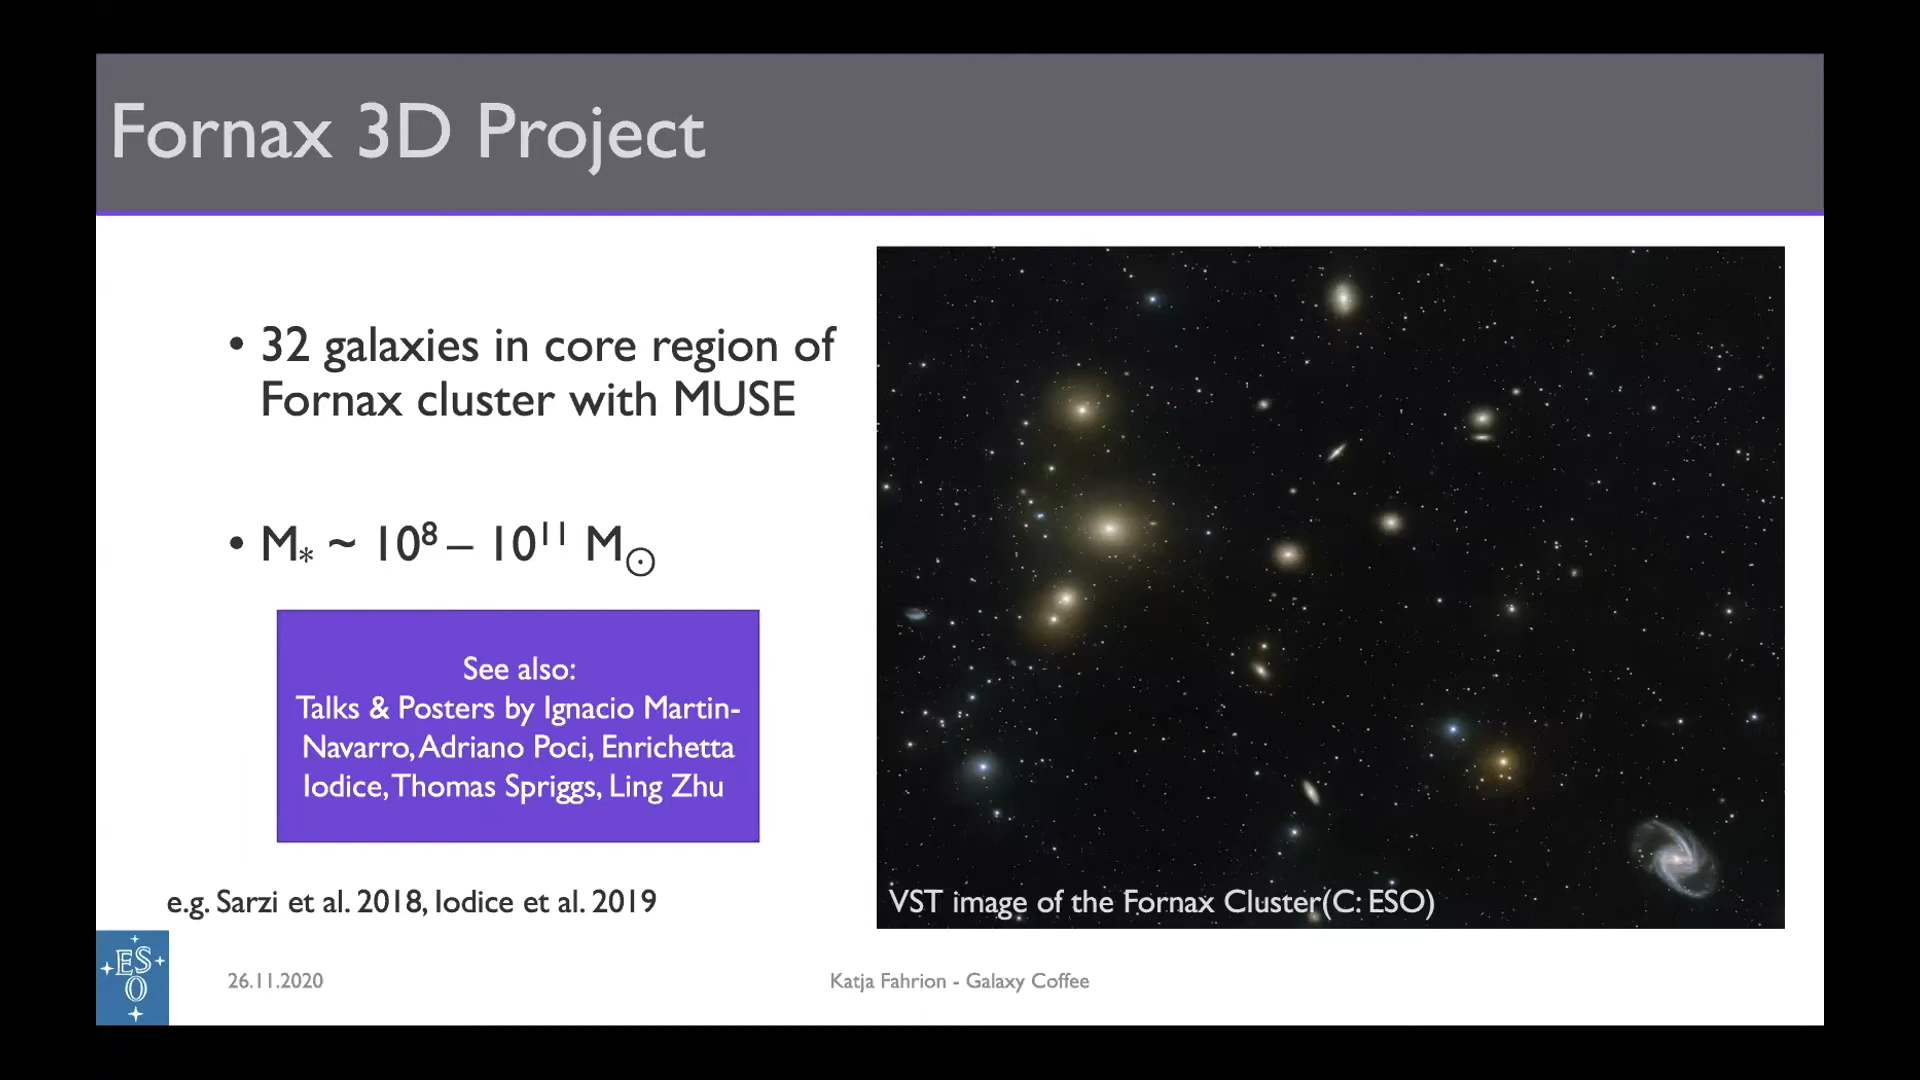 Fornax 3D Project
• 32 galaxies in core region of
Fornax cluster with MUSE
• M* ~ 10⁸ – 10¹¹ M⊙
See also:
Talks & Posters by Ignacio Martin-
Navarro, Adriano Poci, Enrichetta
Iodice, Thomas Spriggs, Ling Zhu
e.g. Sarzi et al. 2018, Iodice et al. 2019
VST image of the Fornax Cluster(C: ESO)
ES
O
26.11.2020
Katja Fahrion - Galaxy Coffee